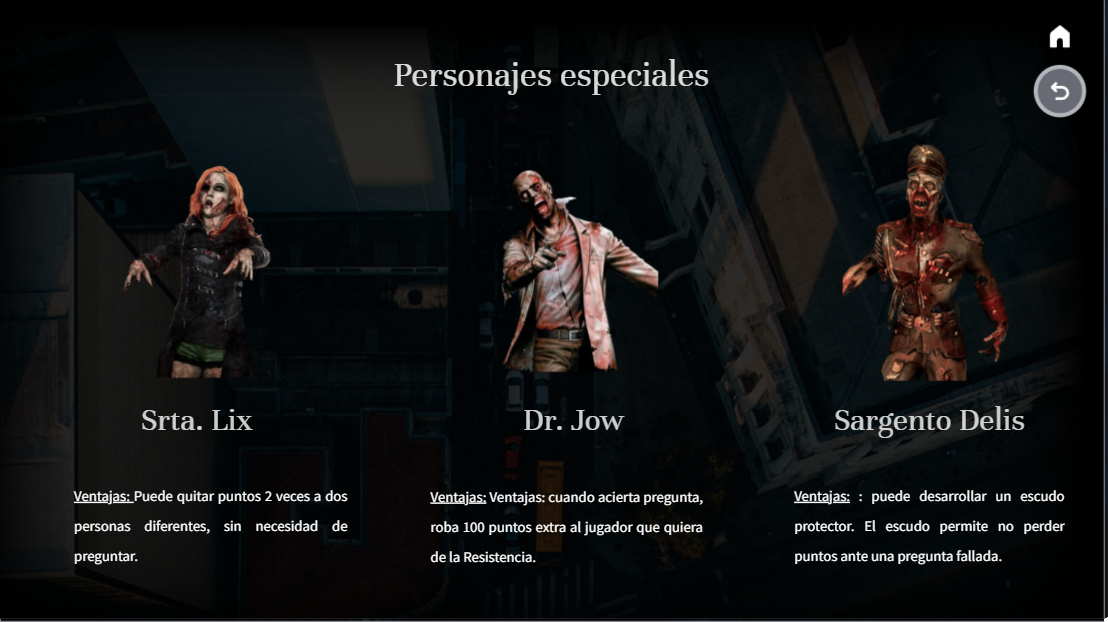 Personajes especiales
Srta. Lix
Dr. Jow
Sargento Delis
Ventajas: Puede quitar puntos 2 veces a dos
personas diferentes, sin necesidad de
preguntar.
Ventajas: Ventajas: cuando acierta pregunta,
roba 100 puntos extra al jugador que quiera
de la Resistencia.
Ventajas: : puede desarrollar un escudo
protector. El escudo permite no perder
puntos ante una pregunta fallada.